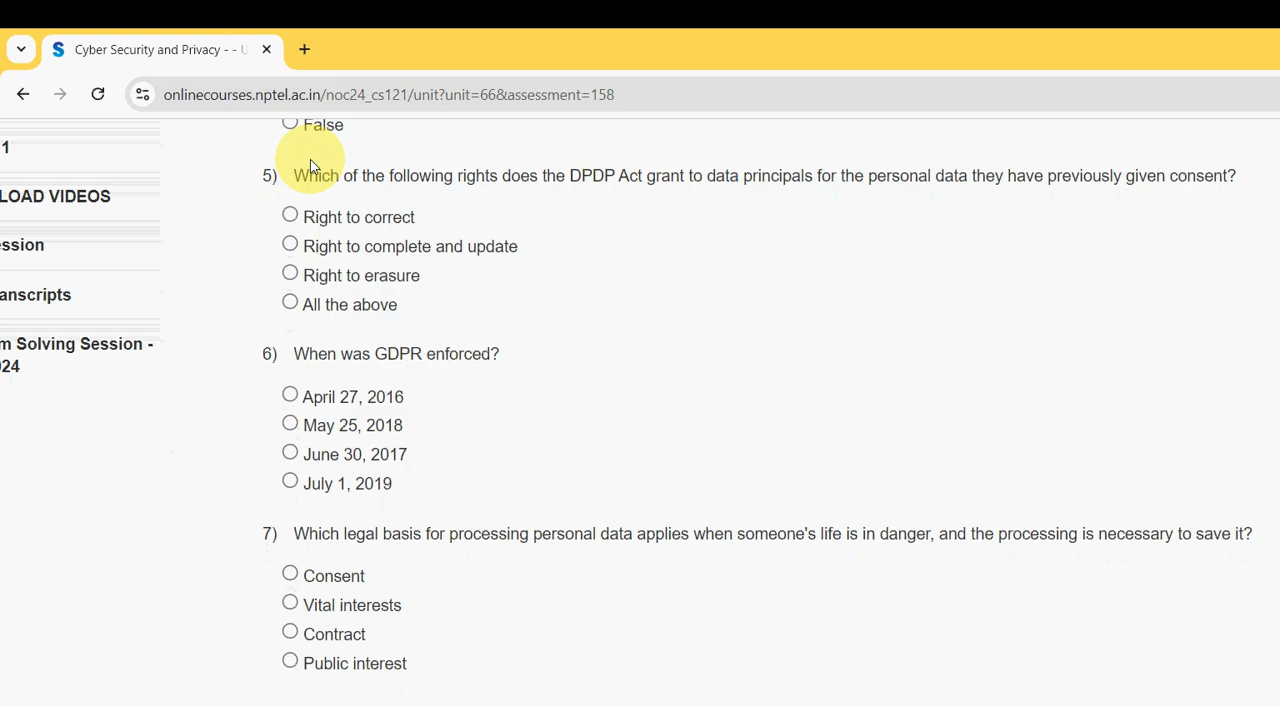 Cyber Security and Privacy - - U
onlinecourses.nptel.ac.in/noc24_cs121/unit?unit=66&assessment=158
False
1
5) Which of the following rights does the DPDP Act grant to data principals for the personal data they have previously given consent?
LOAD VIDEOS
Right to correct
ession
Right to complete and update
Right to erasure
anscripts
All the above
m Solving Session -
024
6) When was GDPR enforced?
April 27, 2016
May 25, 2018
June 30, 2017
July 1, 2019
7) Which legal basis for processing personal data applies when someone's life is in danger, and the processing is necessary to save it?
Consent
Vital interests
Contract
Public interest